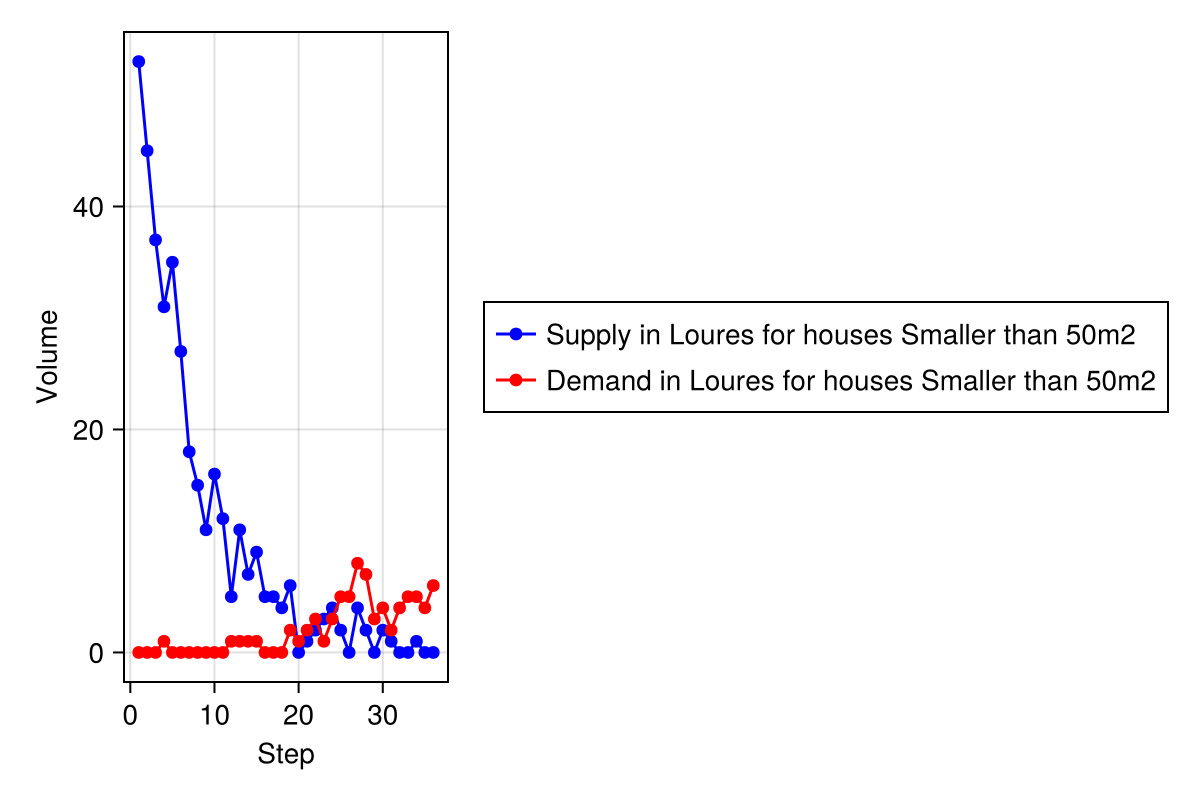 Volume
40
20
0
0 10 20 30
Step
Supply in Loures for houses Smaller than 50m2
Demand in Loures for houses Smaller than 50m2